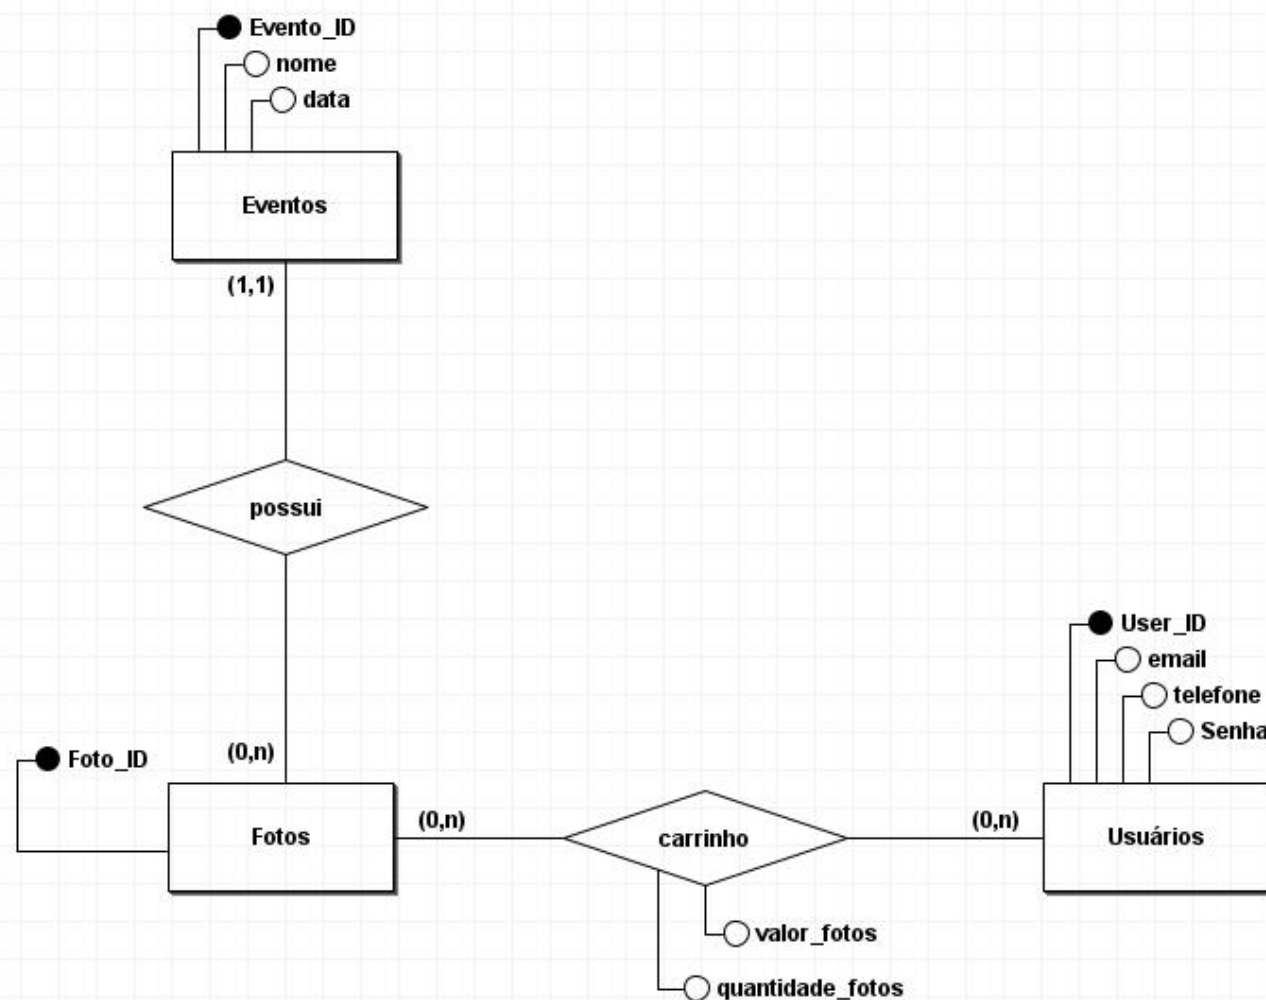 Evento_ID
nome
data
Eventos
(1,1)
possui
(0,n)
Foto_ID
Fotos
(0,n)
carrinho
(0,n)
User_ID
email
telefone
Senha
Usuários
valor_fotos
quantidade_fotos